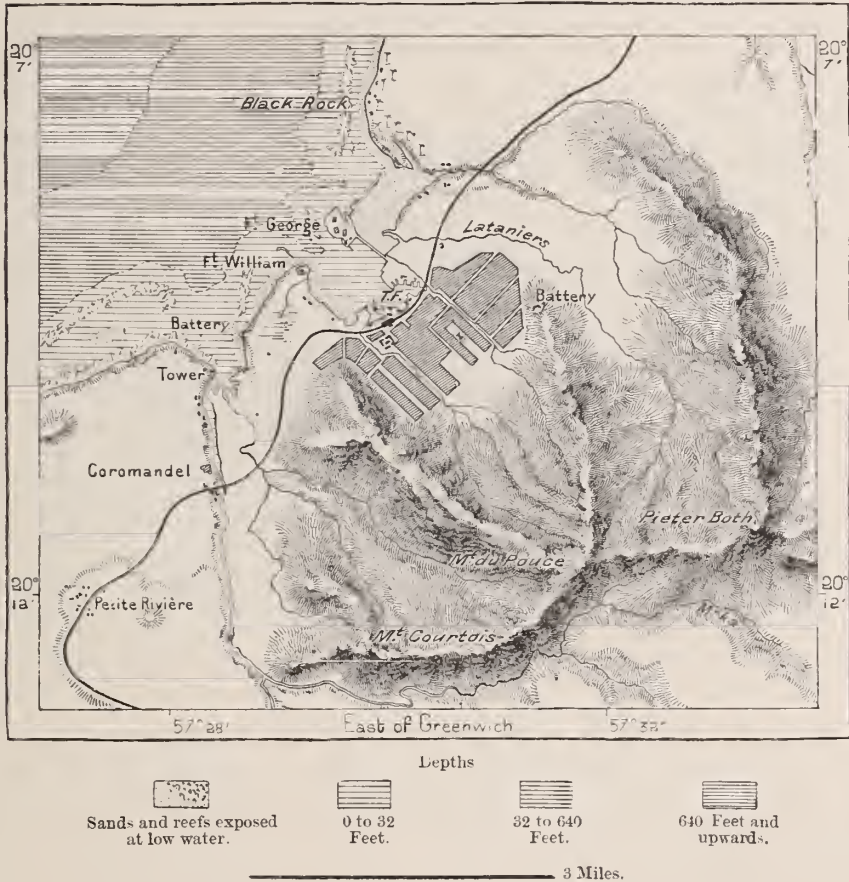 20°
7'
20°
7'
Black Rock
Ft. George
Lataniers
Ft. William
T.F.
Battery
Battery
Tower
Coromandel
Pieter Both
Mt. du Pouce
20°
12'
20°
12'
Petite Rivière
Mt. Courtois
Moka
57°28'
East of Greenwich
57°32'
Depths
Sands and reefs exposed at low water.
0 to 32 Feet.
32 to 640 Feet.
640 Feet and upwards.
3 Miles.